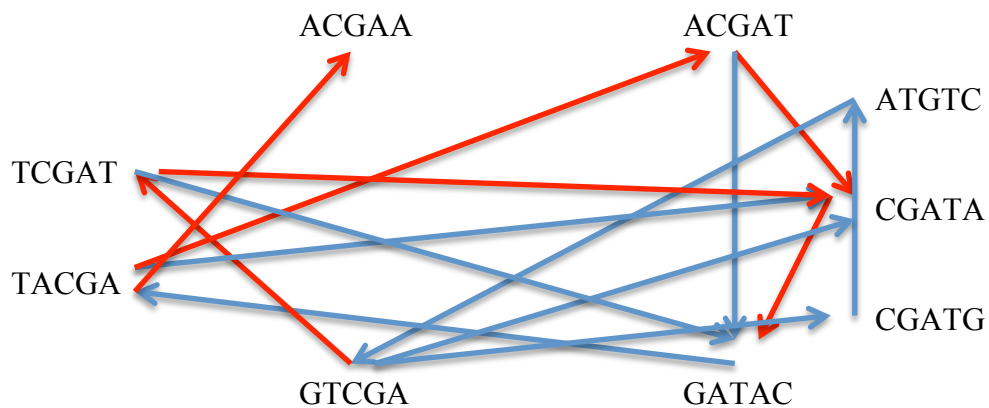 ACGAA
ACGAT
ATGTC
TCGAT
CGATA
TACGA
CGATG
GTCGA
GATAC